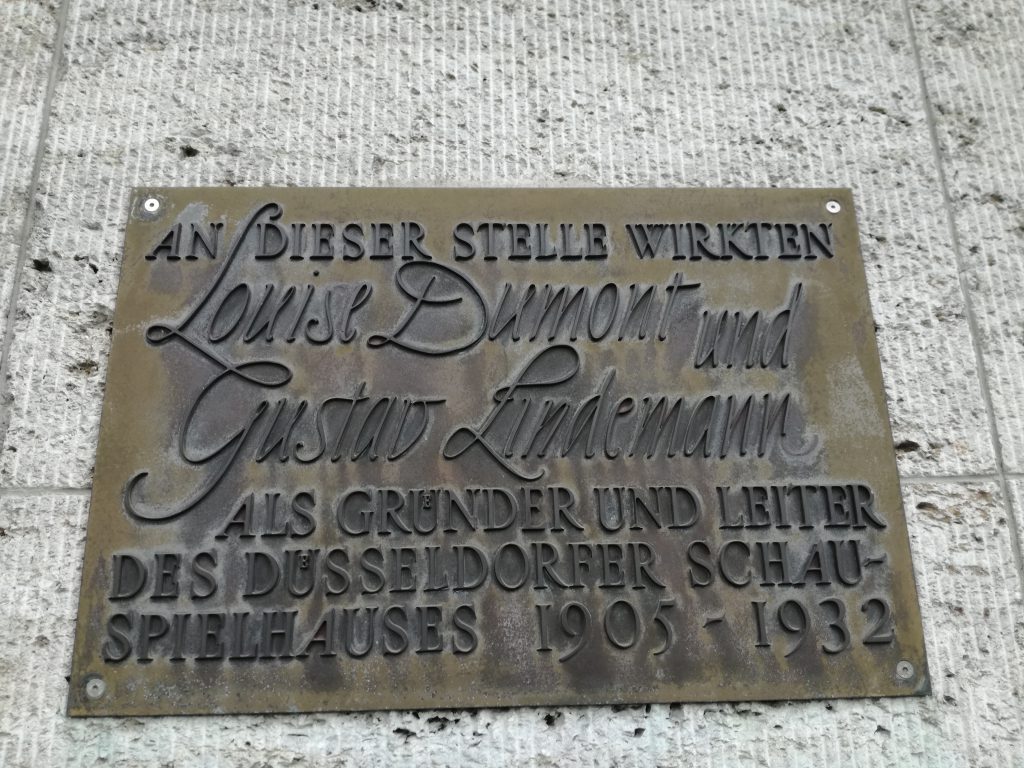 AN DIESER STELLE WIRKTEN
Louise Dumont und
Gustav Lindemann
ALS GRÜNDER UND LEITER
DES DÜSSELDORFER SCHAU-
SPIELHAUSES 1905 - 1932